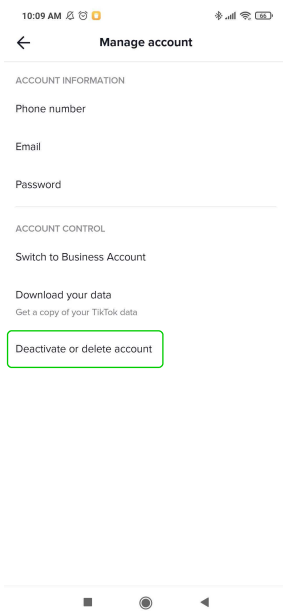 10:09 AM
66
Manage account
ACCOUNT INFORMATION
Phone number
Email
Password
ACCOUNT CONTROL
Switch to Business Account
Download your data
Get a copy of your TikTok data
Deactivate or delete account